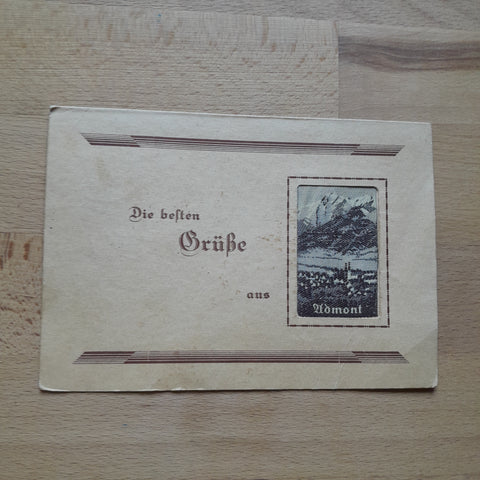 Die besten
Grüße
aus
Admont